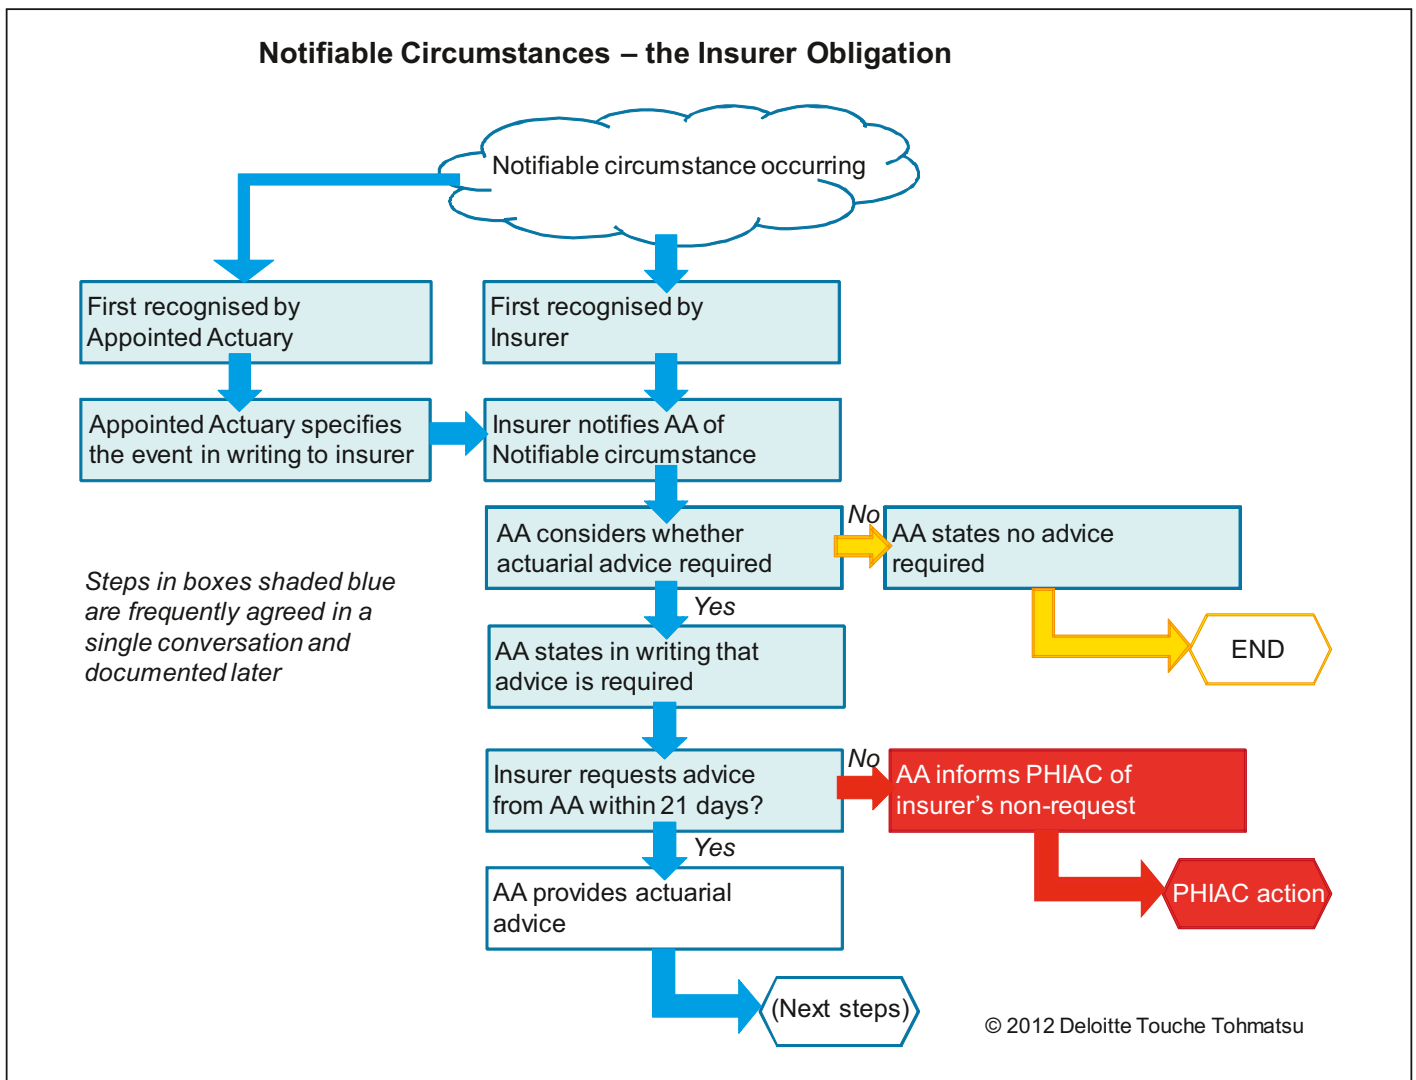 Notifiable Circumstances – the Insurer Obligation
Notifiable circumstance occurring
First recognised by
Appointed Actuary
First recognised by
Insurer
Appointed Actuary specifies
the event in writing to insurer
Insurer notifies AA of
Notifiable circumstance
AA considers whether
actuarial advice required
No
AA states no advice
required
Steps in boxes shaded blue
are frequently agreed in a
single conversation and
documented later
Yes
END
AA states in writing that
advice is required
Insurer requests advice
from AA within 21 days?
No
AA informs PHIAC of
insurer's non-request
Yes
AA provides actuarial
advice
PHIAC action
(Next steps)
© 2012 Deloitte Touche Tohmatsu